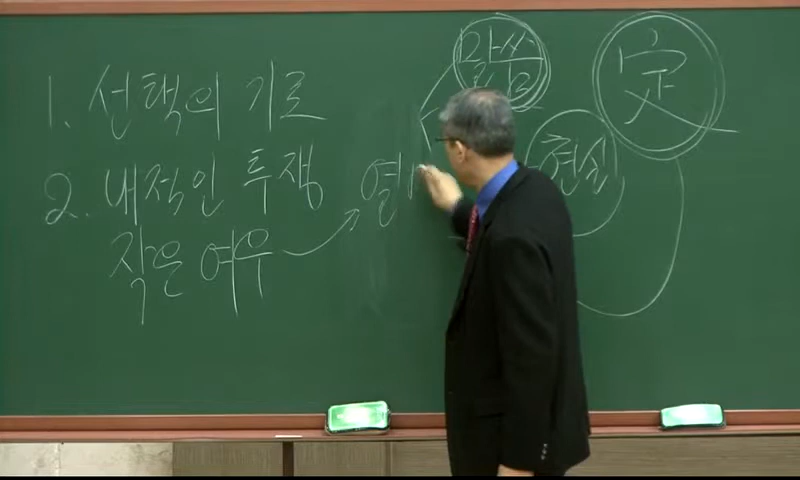 1. 선택의 기로
2. 내적인 투쟁
작은 여우
말씀
현실
定